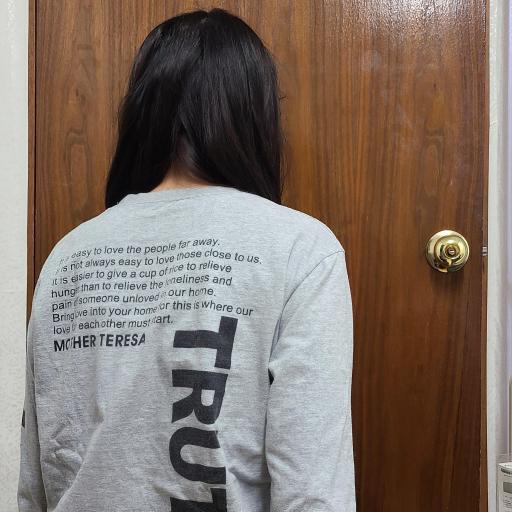 It is easy to love the people far away.
It is not always easy to love those close to us.
It is easier to give a cup of rice to relieve
hunger than to relieve the loneliness and
pain of someone unloved in our home.
Bring love into your home for this is where our
love for each other must start.
MOTHER TERESA
TRUT